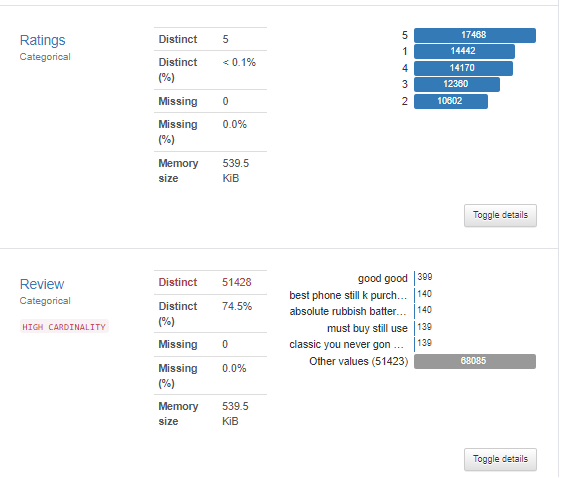 Ratings
Categorical
Distinct 5
Distinct (%) < 0.1%
Missing 0
Missing (%) 0.0%
Memory size 539.5 KiB
5 17468
1 14442
4 14170
3 12360
2 10602
Toggle details
Review
Categorical
HIGH CARDINALITY
Distinct 51428
Distinct (%) 74.5%
Missing 0
Missing (%) 0.0%
Memory size 539.5 KiB
good good 399
best phone still k purch... 140
absolute rubbish batter... 140
must buy still use 139
classic you never gon ... 139
Other values (51423) 68085
Toggle details